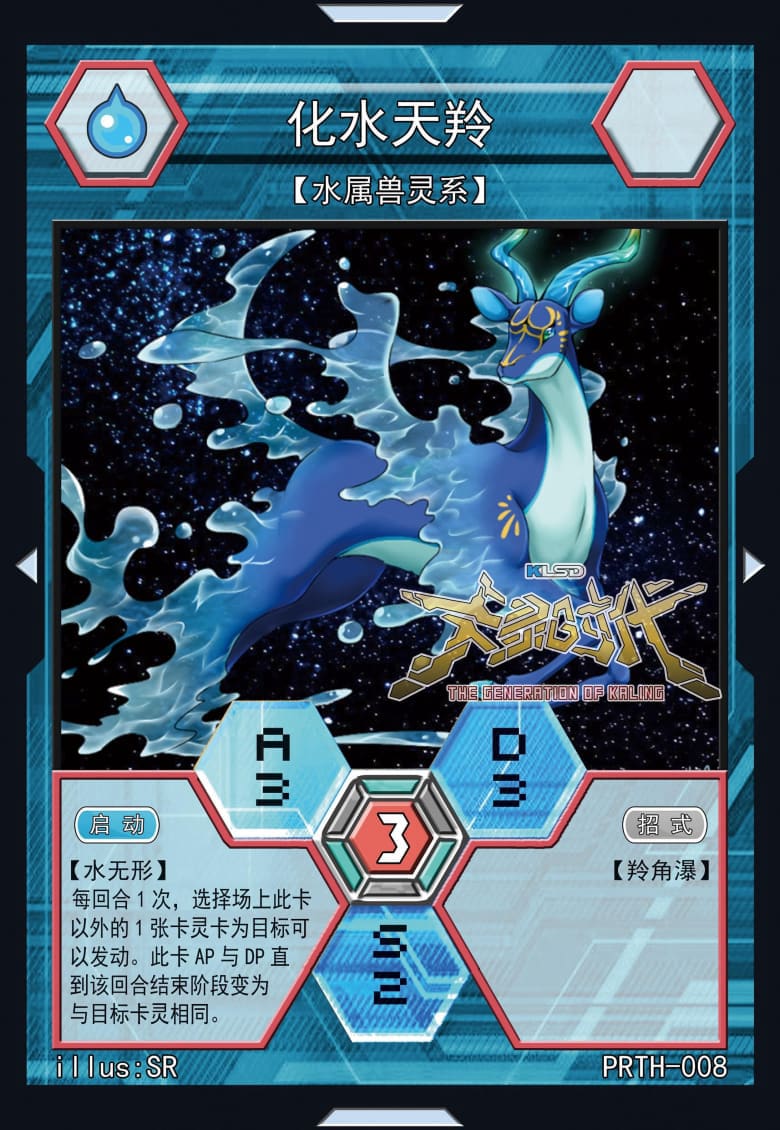 化水天羚
【水属兽灵系】
KLSD
卡灵时代
THE GENERATION OF KALING
A
3
D
3
3
S
2
启动
【水无形】
每回合1次，选择场上此卡
以外的1张卡灵卡为目标可
以发动。此卡AP与DP直
到该回合结束阶段变为
与目标卡灵相同。
招式
【羚角瀑】
illus:SR
PRTH-008